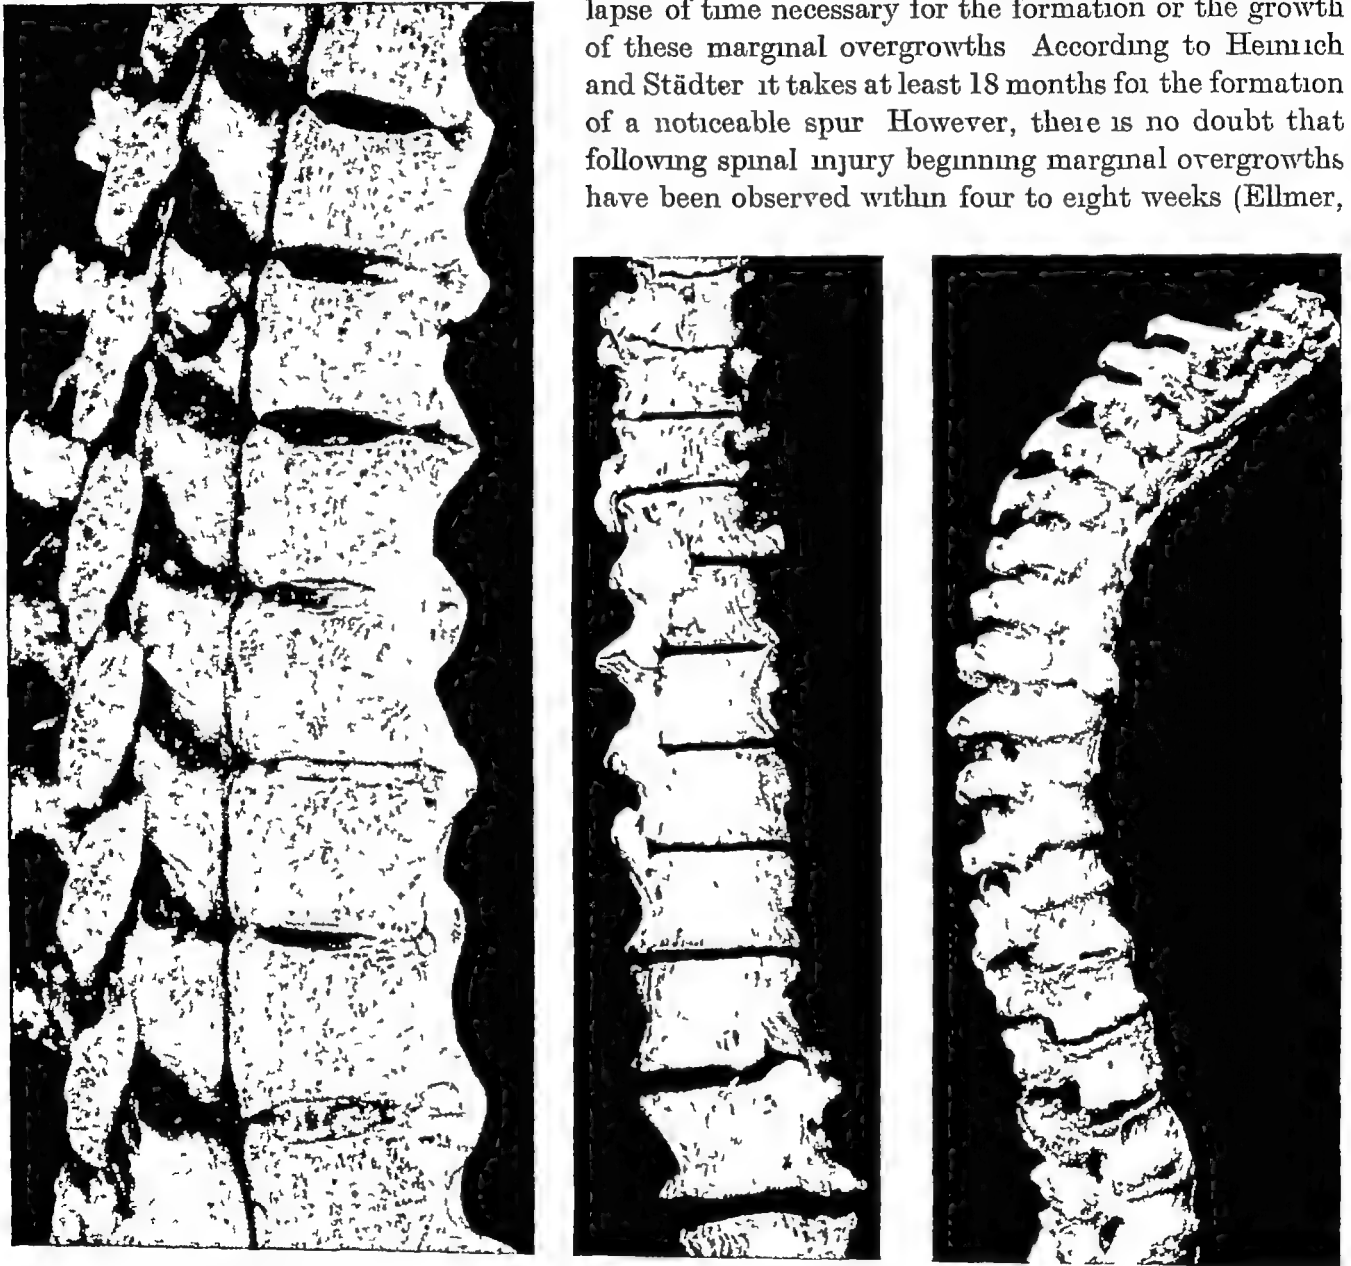 lapse of time necessary for the formation or the growth
of these marginal overgrowths According to Heinrich
and Städter it takes at least 18 months for the formation
of a noticeable spur However, there is no doubt that
following spinal injury beginning marginal overgrowths
have been observed within four to eight weeks (Ellmer,